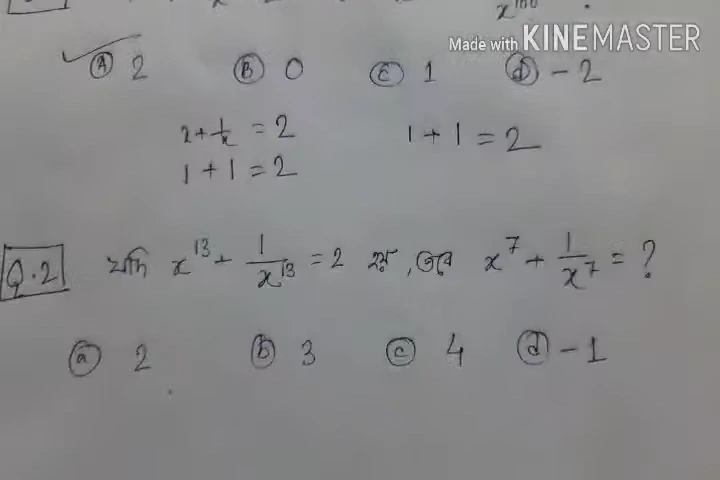 x¹⁰⁰
Made with KINEMASTER
Ⓐ 2 Ⓑ 0 Ⓒ 1 ⓓ -2
x + 1/x = 2 1 + 1 = 2
1 + 1 = 2
Q.2 যদি x¹³ + 1/x¹³ = 2 হয়, তবে x⁷ + 1/x⁷ = ?
ⓐ 2 ⓑ 3 ⓒ 4 ⓓ -1